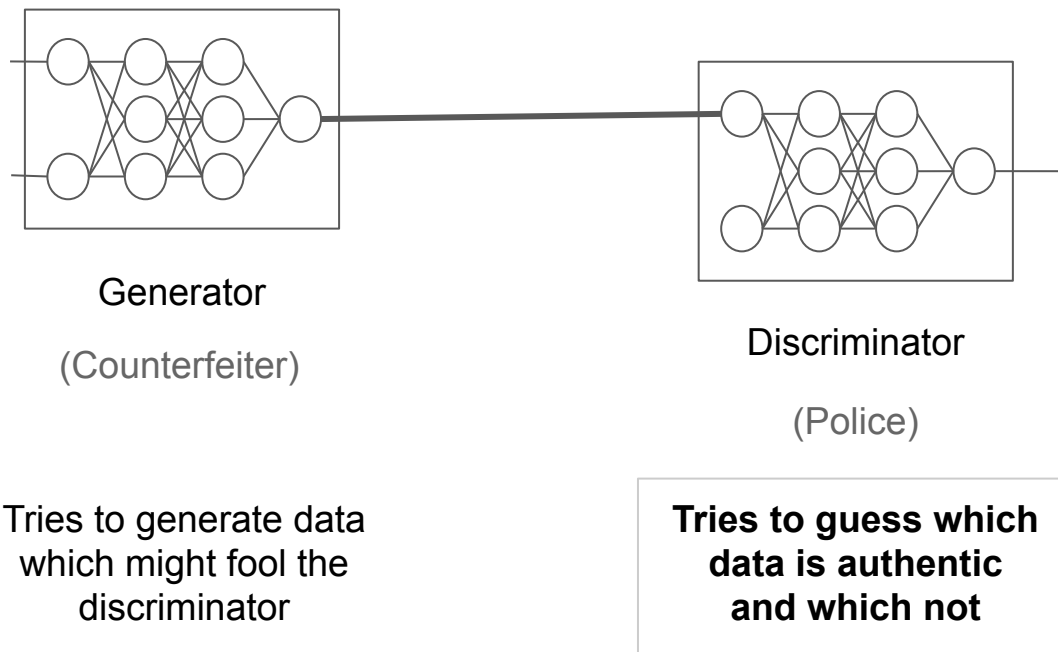 Generator
(Counterfeiter)
Tries to generate data
which might fool the
discriminator
Discriminator
(Police)
Tries to guess which
data is authentic
and which not